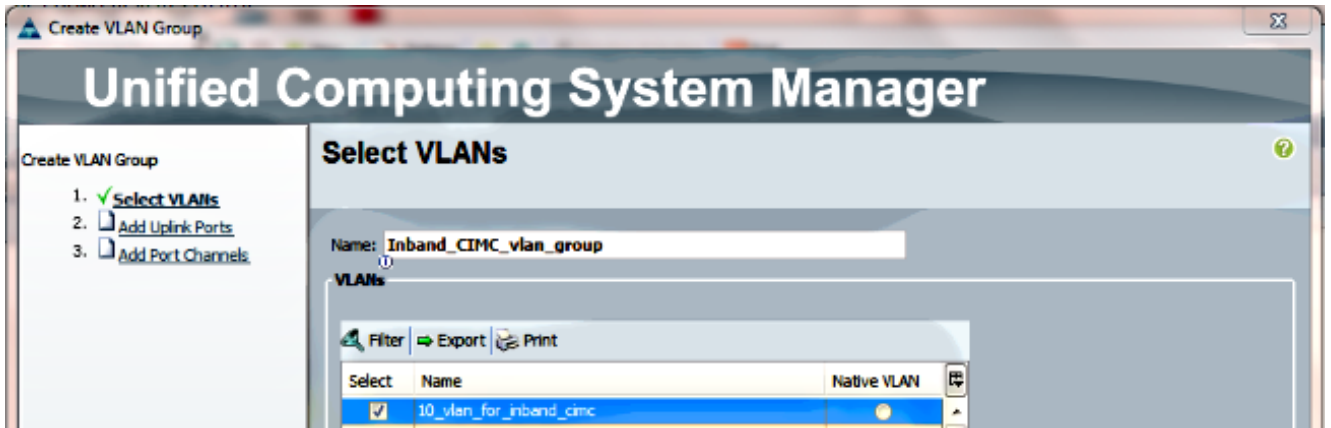 Create VLAN Group
Unified Computing System Manager
Create VLAN Group
1. Select VLANs
2. Add Uplink Ports
3. Add Port Channels
Select VLANs
Name: Inband_CIMC_vlan_group
VLANs
Filter Export Print
Select Name Native VLAN
10_vlan_for_inband_cimc